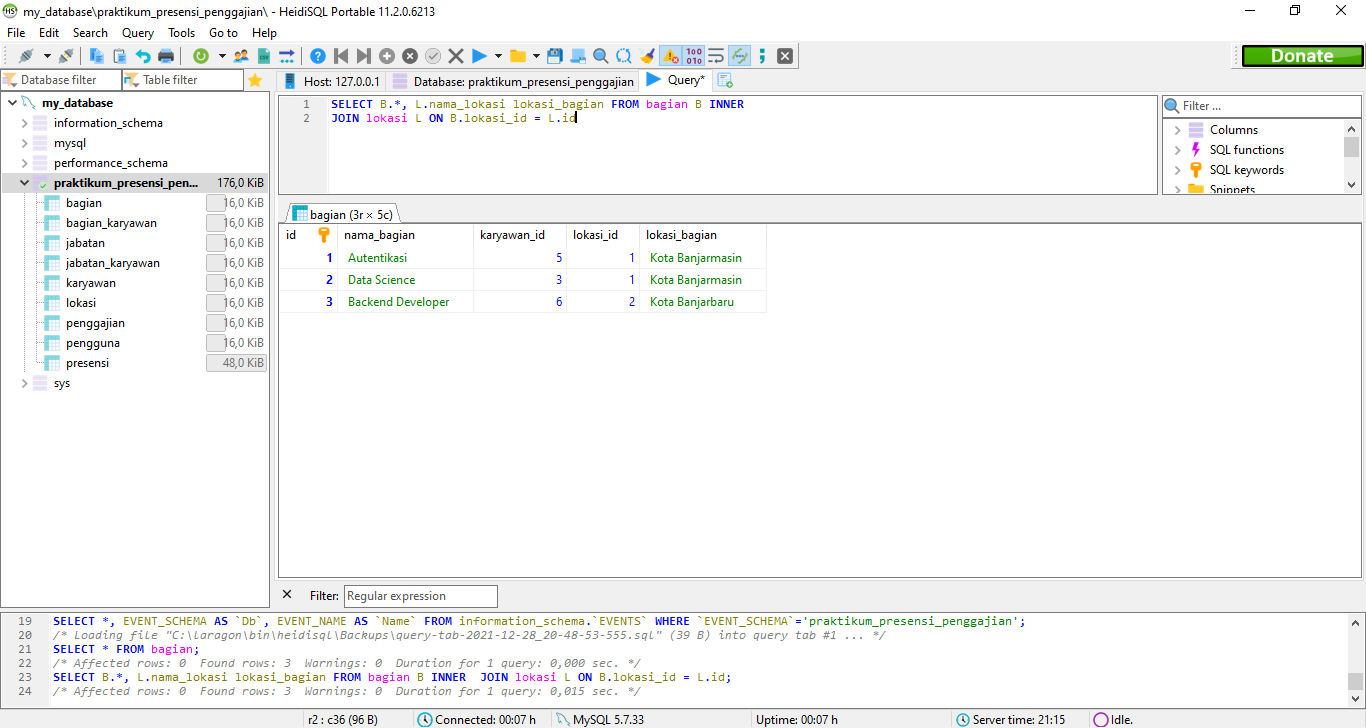 my_database\praktikum_presensi_penggajian\ - HeidiSQL Portable 11.2.0.6213
File Edit Search Query Tools Go to Help
Donate
Database filter
Table filter
Host: 127.0.0.1
Database: praktikum_presensi_penggajian
Query*
my_database
information_schema
mysql
performance_schema
praktikum_presensi_pen... 176,0 KiB
bagian 16,0 KiB
bagian_karyawan 16,0 KiB
jabatan 16,0 KiB
jabatan_karyawan 16,0 KiB
karyawan 16,0 KiB
lokasi 16,0 KiB
penggajian 16,0 KiB
pengguna 16,0 KiB
presensi 48,0 KiB
sys
1 SELECT B.*, L.nama_lokasi lokasi_bagian FROM bagian B INNER
2 JOIN lokasi L ON B.lokasi_id = L.id
Filter ...
Columns
SQL functions
SQL keywords
Snippets
bagian (3r × 5c)
id nama_bagian karyawan_id lokasi_id lokasi_bagian
1 Autentikasi 5 1 Kota Banjarmasin
2 Data Science 3 1 Kota Banjarmasin
3 Backend Developer 6 2 Kota Banjarbaru
Filter: Regular expression
19 SELECT *, EVENT_SCHEMA AS `Db`, EVENT_NAME AS `Name` FROM information_schema.`EVENTS` WHERE `EVENT_SCHEMA`='praktikum_presensi_penggajian';
20 /* Loading file "C:\laragon\bin\heidisql\Backups\query-tab-2021-12-28_20-48-53-555.sql" (39 B) into query tab #1 ... */
21 SELECT * FROM bagian;
22 /* Affected rows: 0 Found rows: 3 Warnings: 0 Duration for 1 query: 0,000 sec. */
23 SELECT B.*, L.nama_lokasi lokasi_bagian FROM bagian B INNER  JOIN lokasi L ON B.lokasi_id = L.id;
24 /* Affected rows: 0 Found rows: 3 Warnings: 0 Duration for 1 query: 0,015 sec. */
r2 : c36 (96 B)
Connected: 00:07 h
MySQL 5.7.33
Uptime: 00:07 h
Server time: 21:15
Idle.